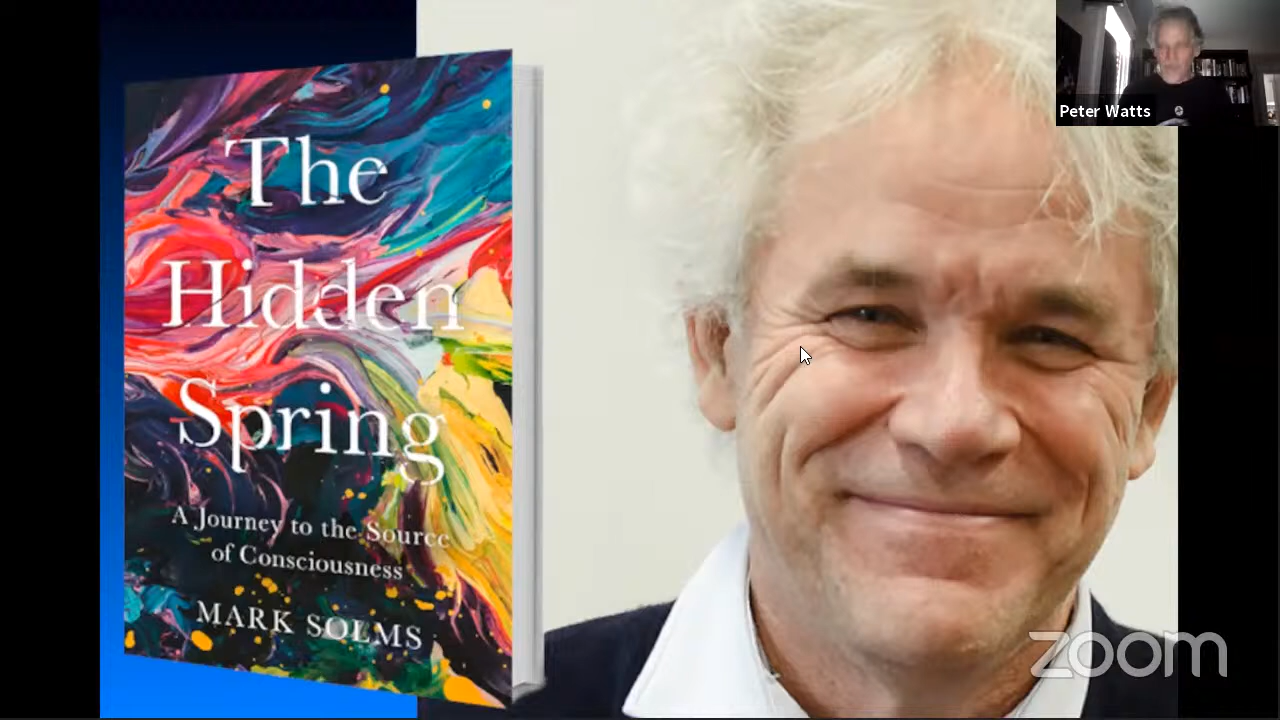 The
Hidden
Spring
A Journey to the Source
of Consciousness
MARK SOLMS
Peter Watts
zoom